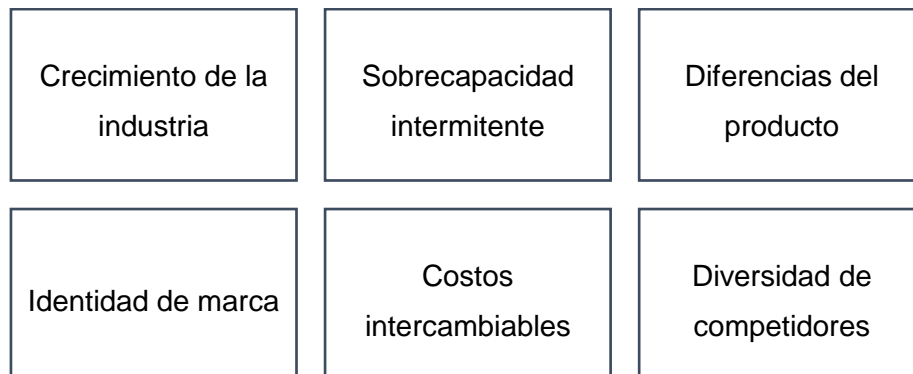 Crecimiento de la
industria
Sobrecapacidad
intermitente
Diferencias del
producto
Identidad de marca
Costos
intercambiables
Diversidad de
competidores